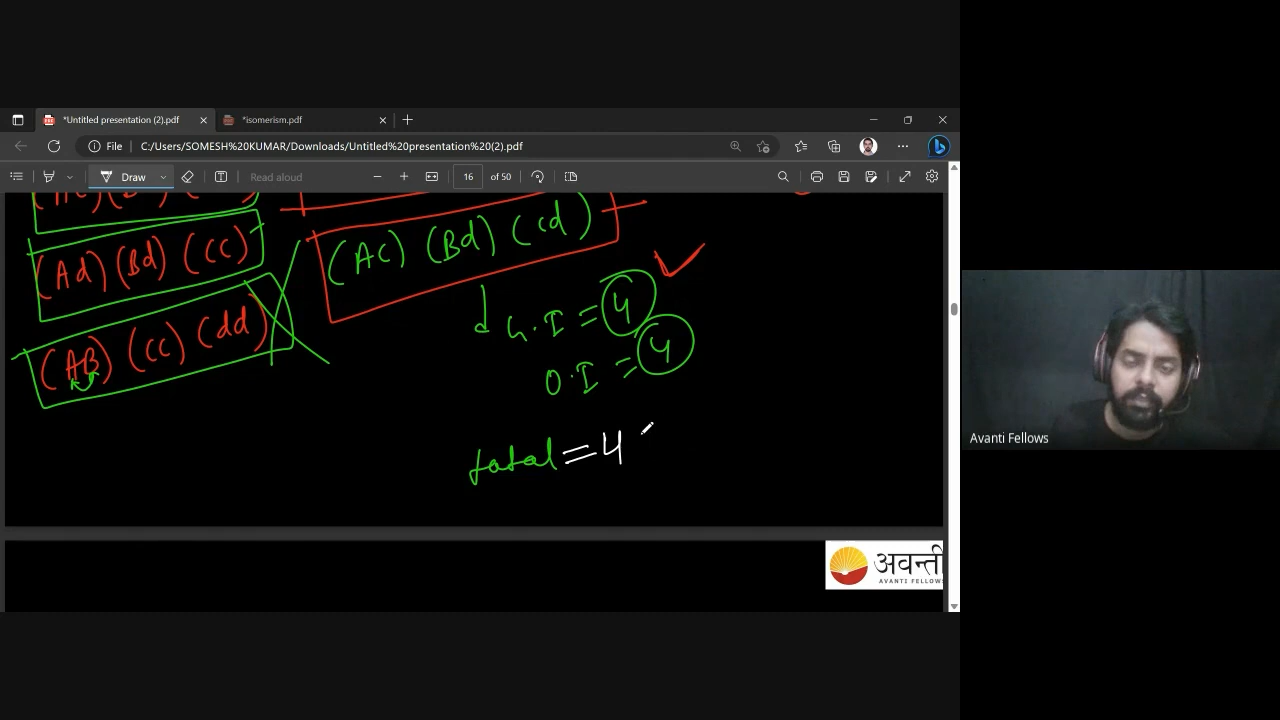 *Untitled presentation (2).pdf
*isomerism.pdf
File
C:/Users/SOMESH%20KUMAR/Downloads/Untitled%20presentation%20(2).pdf
Draw
Read aloud
16 of 50
(Ad) (Bd) (CC)
(AC) (Bd) (Cd)
(AB) (CC) (dd)
G.I = 4
O.I = 4
total = 4
Avanti Fellows
अवन्ती
AVANTI FELLOWS